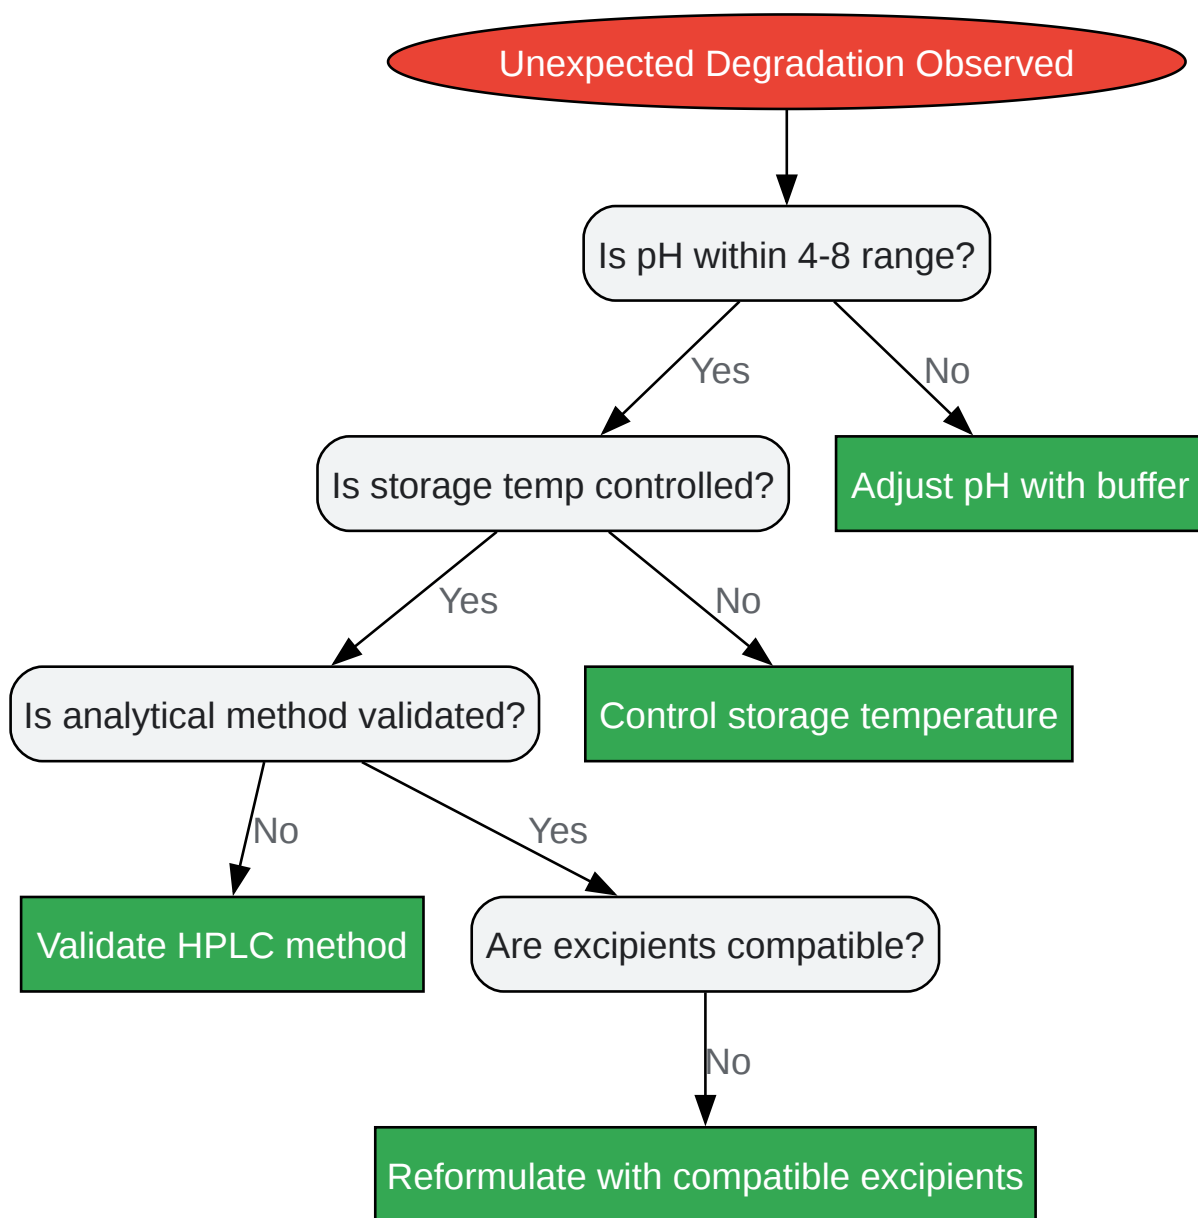 Unexpected Degradation Observed
Is pH within 4-8 range?
Yes
No
Is storage temp controlled?
Adjust pH with buffer
Yes
No
Is analytical method validated?
Control storage temperature
No
Yes
Validate HPLC method
Are excipients compatible?
No
Reformulate with compatible excipients